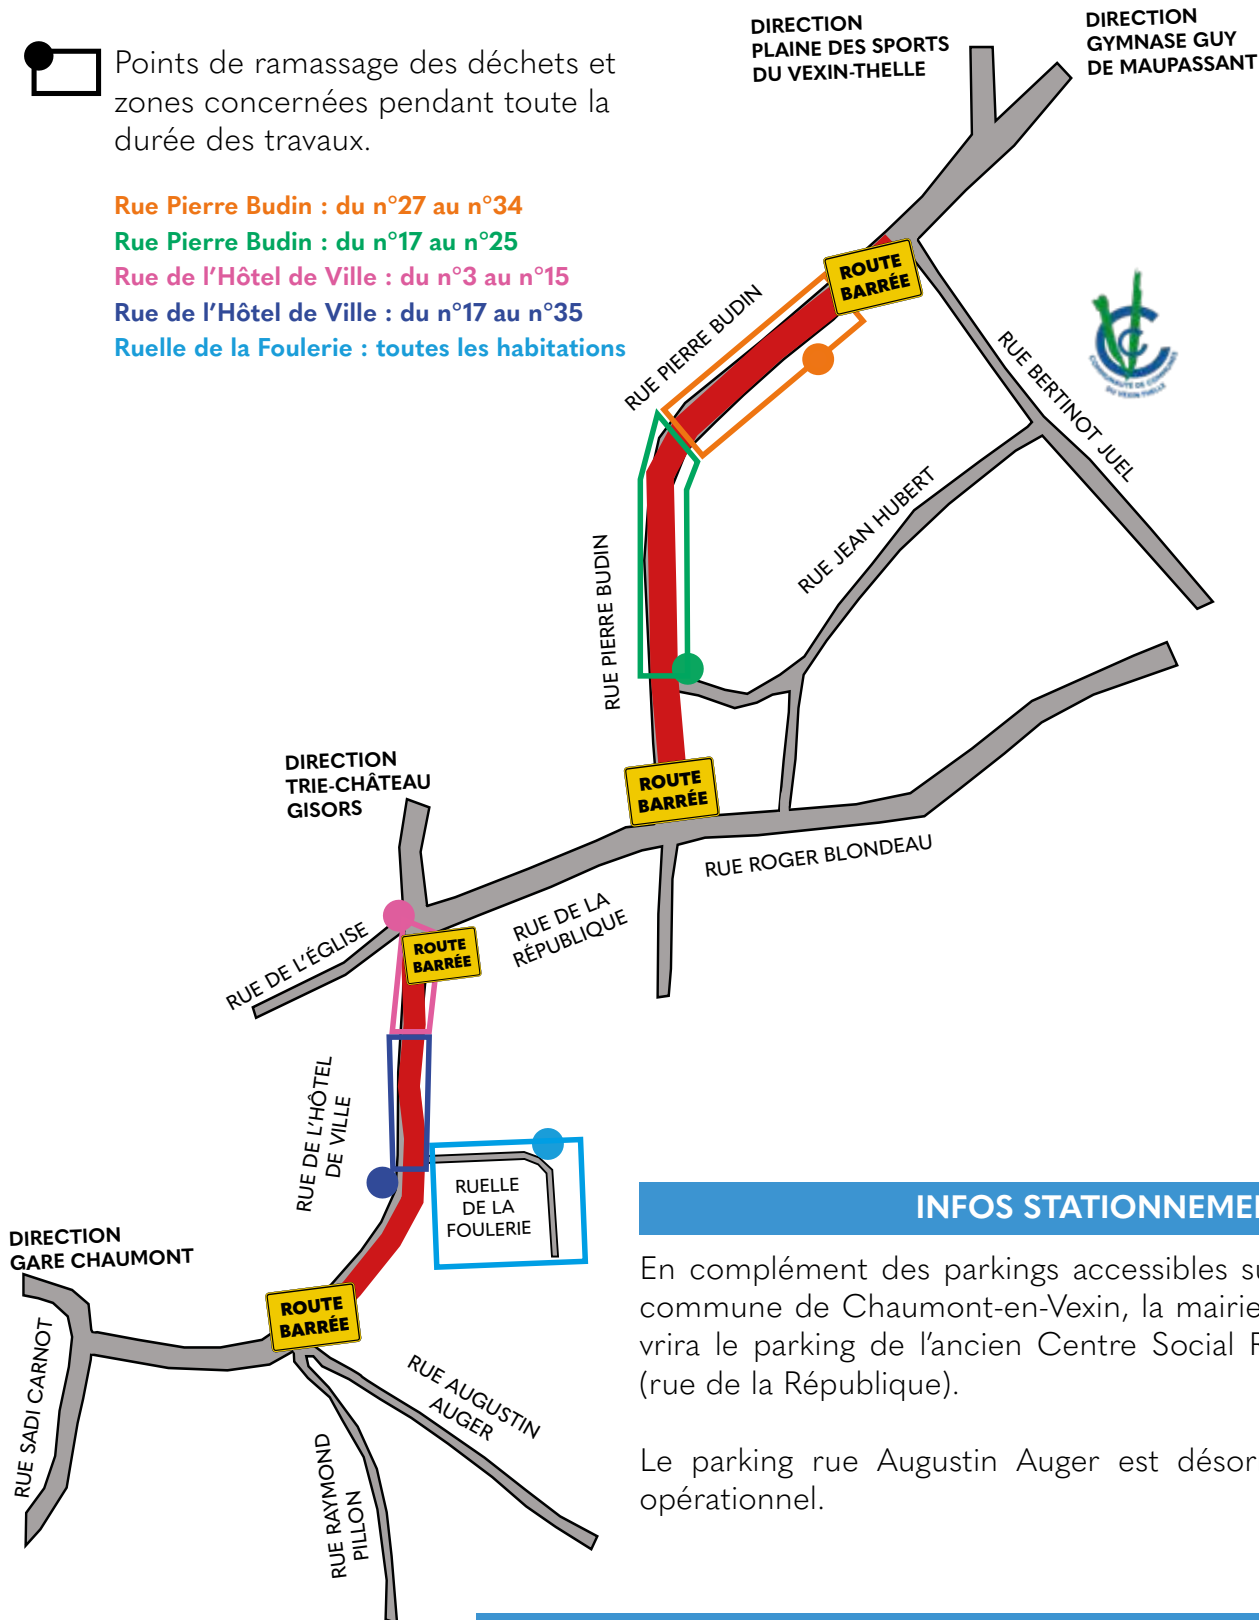 DIRECTION
PLAINE DES SPORTS
DU VEXIN-THELLE
DIRECTION
GYMNASE GUY
DE MAUPASSANT
Points de ramassage des déchets et
zones concernées pendant toute la
durée des travaux.
Rue Pierre Budin : du n°27 au n°34
Rue Pierre Budin : du n°17 au n°25
Rue de l'Hôtel de Ville : du n°3 au n°15
Rue de l'Hôtel de Ville : du n°17 au n°35
Ruelle de la Foulerie : toutes les habitations
ROUTE
BARRÉE
RUE PIERRE BUDIN
RUE BERTINOT JUEL
COMMUNAUTÉ DE COMMUNES
DU VEXIN-THELLE
RUE JEAN HUBERT
RUE PIERRE BUDIN
DIRECTION
TRIE-CHÂTEAU
GISORS
ROUTE
BARRÉE
RUE ROGER BLONDEAU
RUE DE LA
RÉPUBLIQUE
RUE DE L'ÉGLISE
ROUTE
BARRÉE
RUE DE L'HÔTEL
DE VILLE
RUELLE
DE LA
FOULERIE
DIRECTION
GARE CHAUMONT
ROUTE
BARRÉE
RUE SADI CARNOT
RUE AUGUSTIN
AUGER
RUE RAYMOND
PILLON
INFOS STATIONNEME
En complément des parkings accessibles su
commune de Chaumont-en-Vexin, la mairie
vrira le parking de l'ancien Centre Social
(rue de la République).
Le parking rue Augustin Auger est désor
opérationnel.